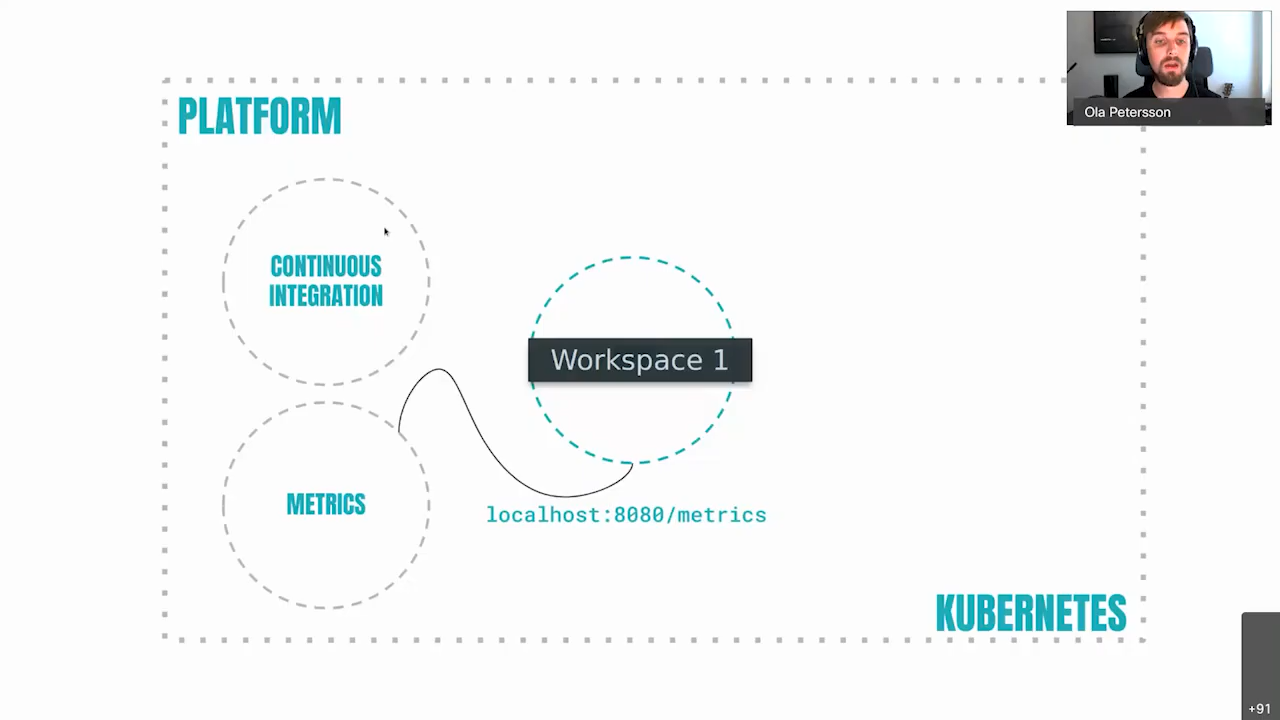 PLATFORM
Ola Petersson
CONTINUOUS
INTEGRATION
Workspace 1
METRICS
localhost:8080/metrics
KUBERNETES
+91